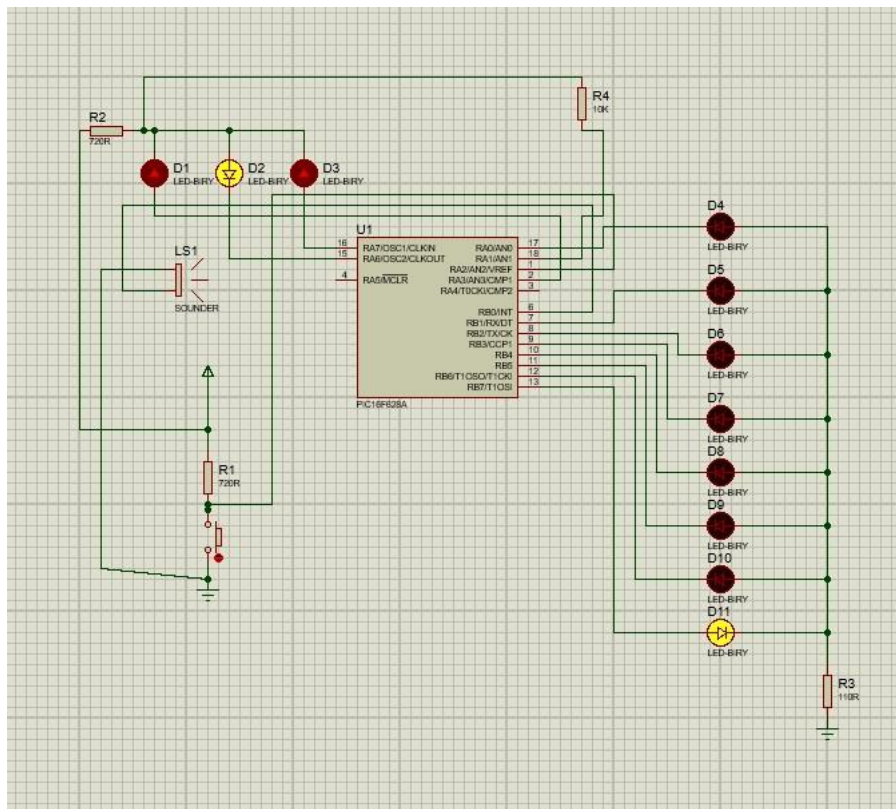 R4
10K
R2
720R
D1
LED-BIRY
D2
LED-BIRY
D3
LED-BIRY
LS1
SOUNDER
U1
16
RA7/OSC1/CLKIN
15
RA6/OSC2/CLKOUT
4
RA5/MCLR
RA0/AN0
17
RA1/AN1
18
RA2/AN2/VREF
1
RA3/AN3/CMP1
2
RA4/T0CKI/CMP2
3
RB0/INT
6
RB1/RX/DT
7
RB2/TX/CK
8
RB3/CCP1
9
RB4
10
RB5
11
RB6/T1OSO/T1CKI
12
RB7/T1OSI
13
PIC16F628A
D4
LED-BIRY
D5
LED-BIRY
D6
LED-BIRY
D7
LED-BIRY
D8
LED-BIRY
D9
LED-BIRY
D10
LED-BIRY
D11
LED-BIRY
R1
720R
R3
110R